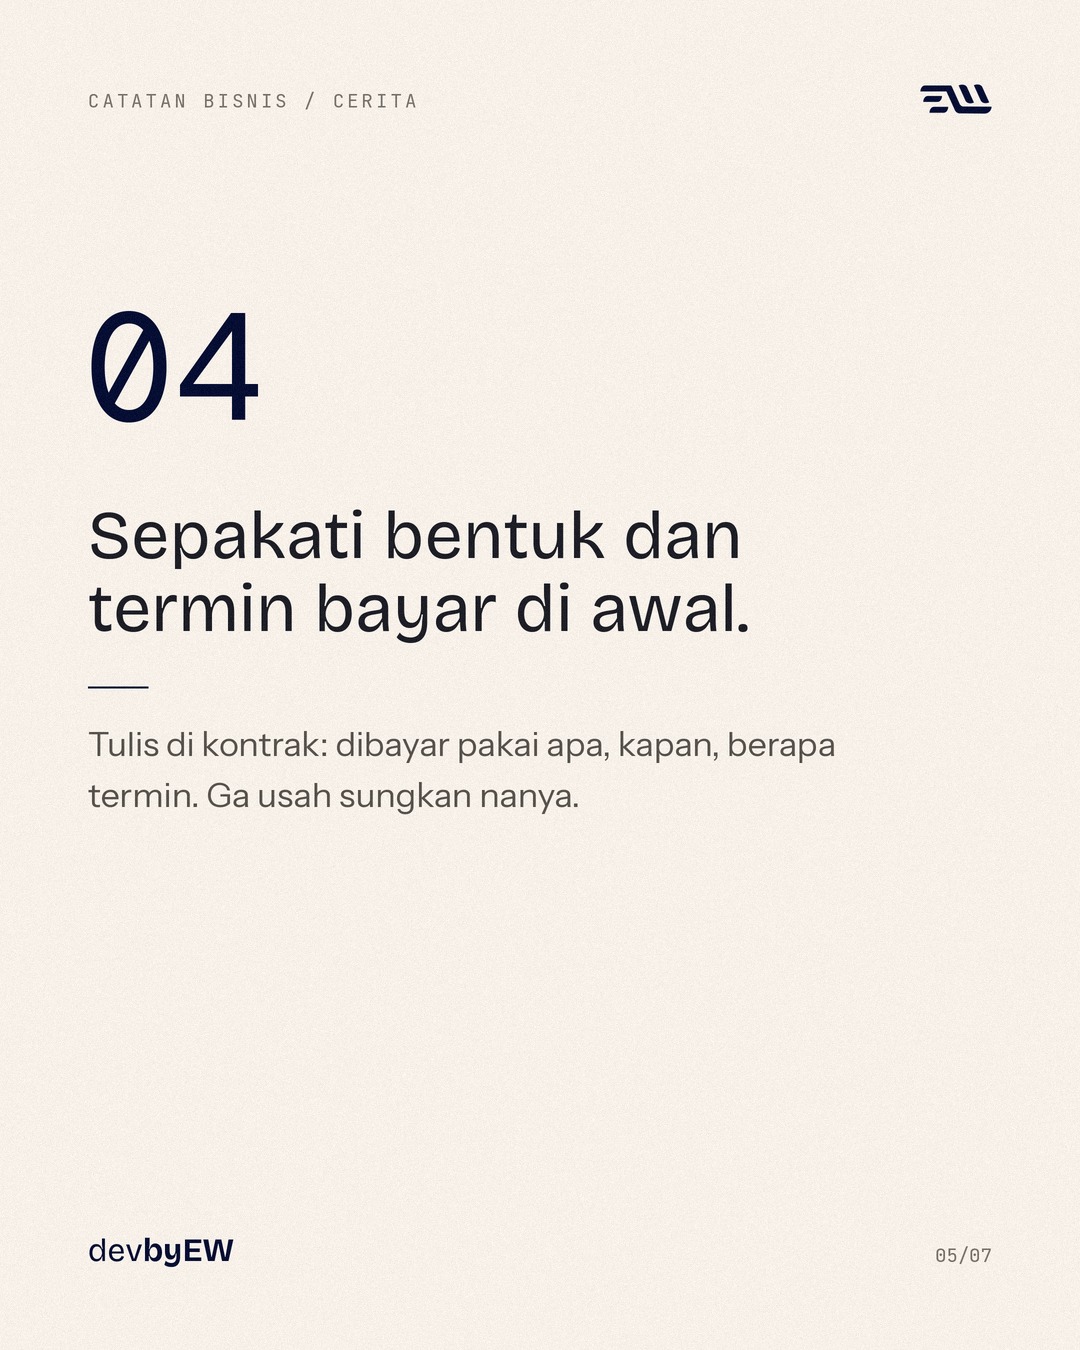 CATATAN BISNIS / CERITA
EW
04
Sepakati bentuk dan
termin bayar di awal.
Tulis di kontrak: dibayar pakai apa, kapan, berapa
termin. Ga usah sungkan nanya.
devbyEW
05/07